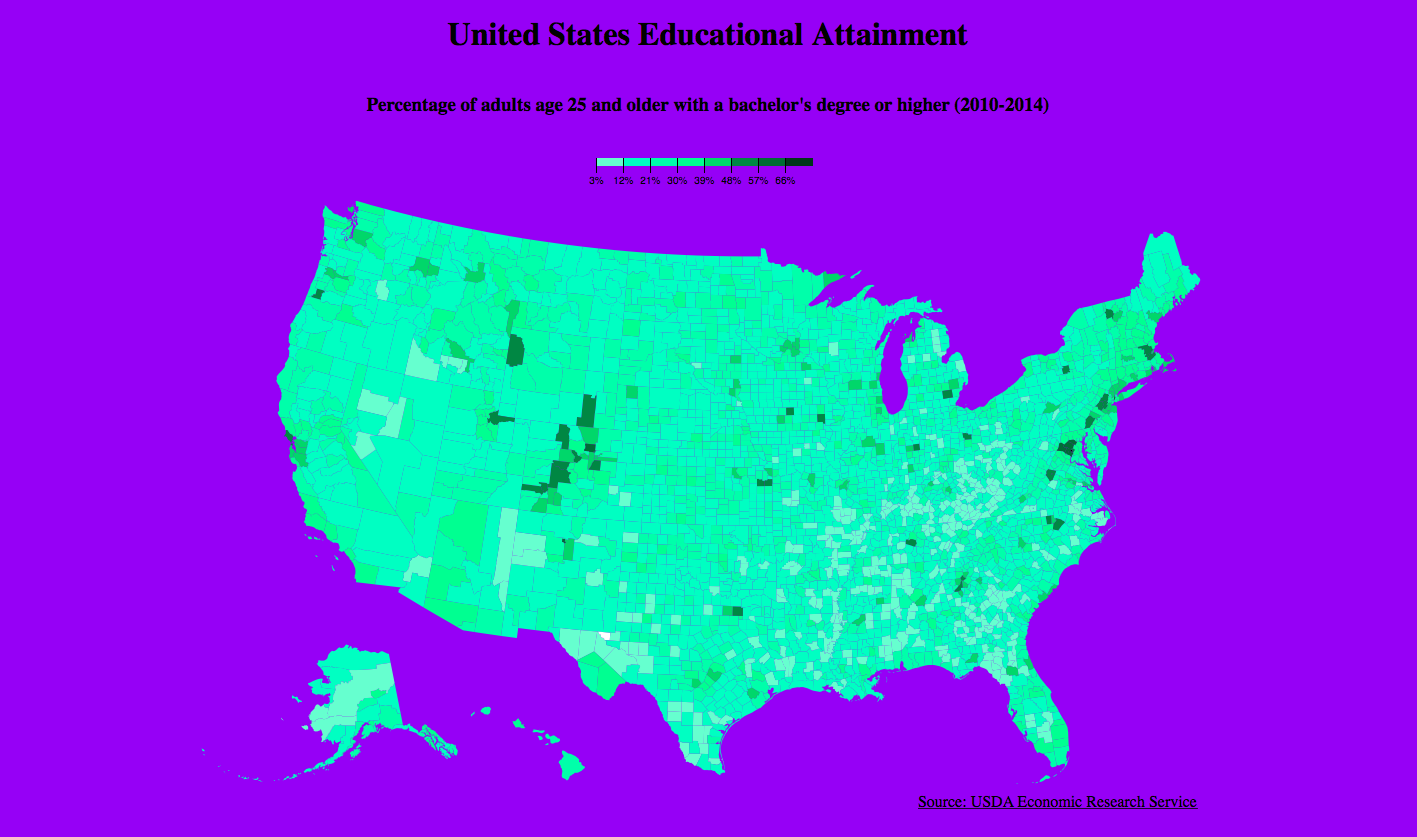 United States Educational Attainment
Percentage of adults age 25 and older with a bachelor's degree or higher (2010-2014)
3% 12% 21% 30% 39% 48% 57% 66%
Source: USDA Economic Research Service